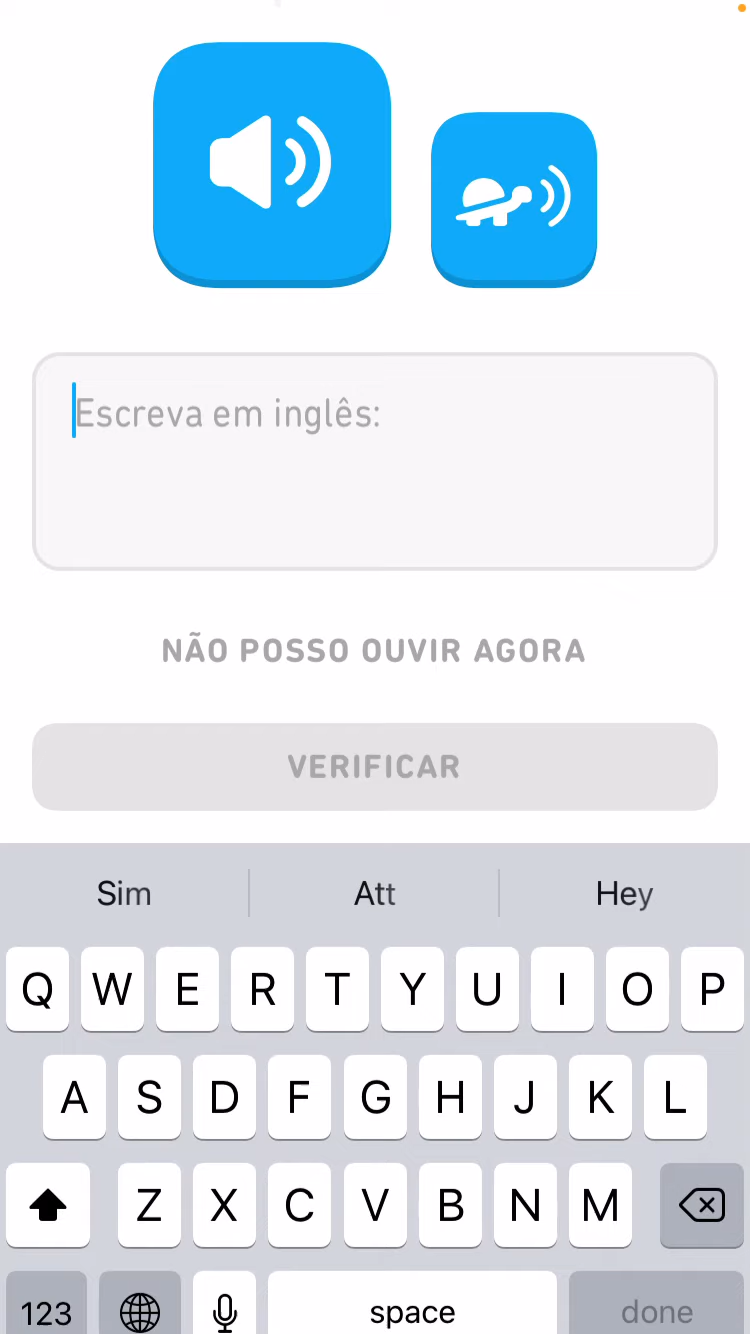 Escreva em inglês:
NÃO POSSO OUVIR AGORA
VERIFICAR
Sim Att Hey
Q W E R T Y U I O P
A S D F G H J K L
Z X C V B N M
123 space done